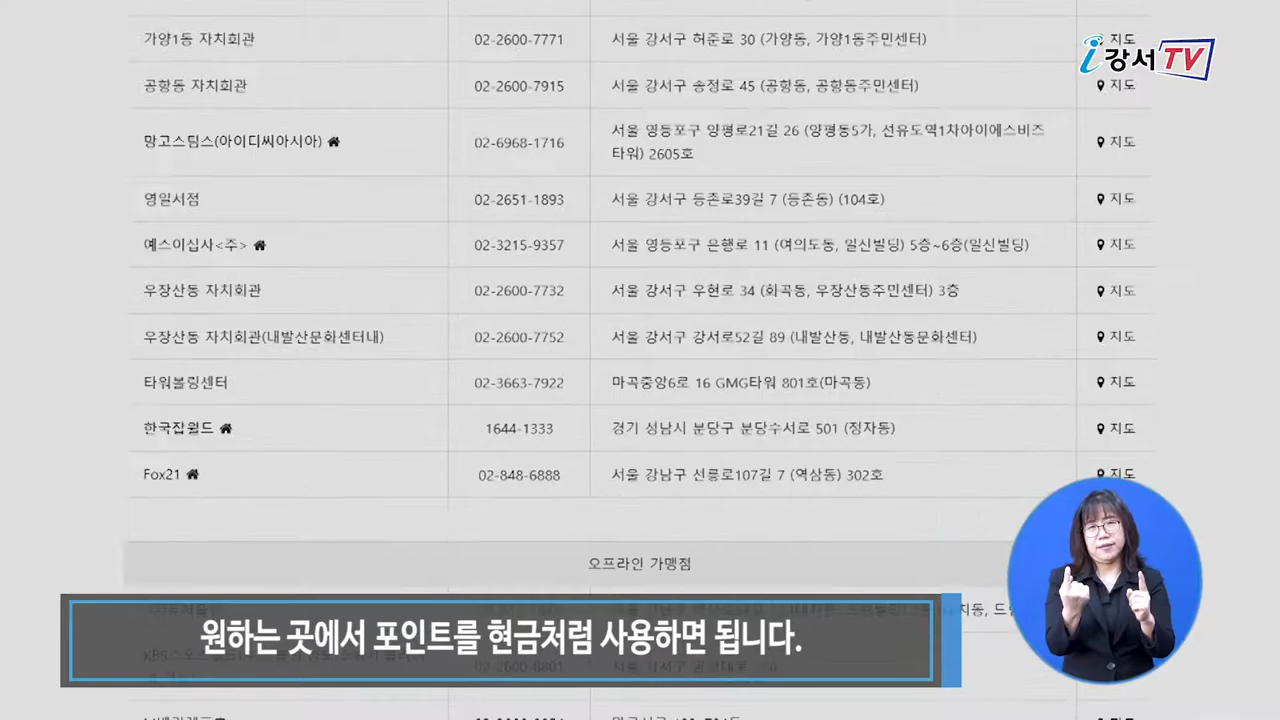 가양1동 자치회관 02-2600-7771 서울 강서구 허준로 30 (가양동, 가양1동주민센터) 지도
i강서TV
공항동 자치회관 02-2600-7915 서울 강서구 송정로 45 (공항동, 공항동주민센터) 지도
망고스팀스(아이디씨아시아) 02-6968-1716 서울 영등포구 양평로21길 26 (양평동5가, 선유도역1차아이에스비즈
타워) 2605호 지도
영일서점 02-2651-1893 서울 강서구 등촌로39길 7 (등촌동) (104호) 지도
예스이십사<주> 02-3215-9357 서울 영등포구 은행로 11 (여의도동, 일신빌딩) 5층~6층(일신빌딩) 지도
우장산동 자치회관 02-2600-7732 서울 강서구 우현로 34 (화곡동, 우장산동주민센터) 3층 지도
우장산동 자치회관(내발산문화센터내) 02-2600-7752 서울 강서구 강서로52길 89 (내발산동, 내발산동문화센터) 지도
타워볼링센터 02-3663-7922 마곡중앙6로 16 GMG타워 801호(마곡동) 지도
한국잡월드 1644-1333 경기 성남시 분당구 분당수서로 501 (정자동) 지도
Fox21 02-848-6888 서울 강남구 선릉로107길 7 (역삼동) 302호 지도
오프라인 가맹점
원하는 곳에서 포인트를 현금처럼 사용하면 됩니다.